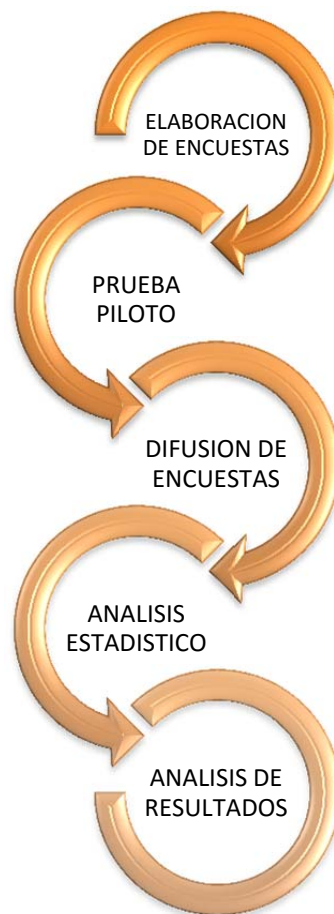 ELABORACION
DE ENCUESTAS
PRUEBA
PILOTO
DIFUSION DE
ENCUESTAS
ANALISIS
ESTADISTICO
ANALISIS DE
RESULTADOS